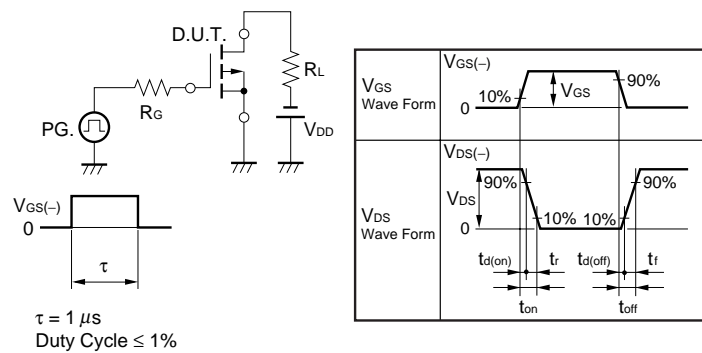 D.U.T.
RL
RG
PG.
VDD
VGS(−)
0
τ
τ = 1 μs
Duty Cycle ≤ 1%
VGS
Wave Form
VGS(−)
10%
0
VGS
90%
VDS
Wave Form
VDS(−)
90%
VDS
0
10%
10%
90%
td(on)
tr
td(off)
tf
ton
toff